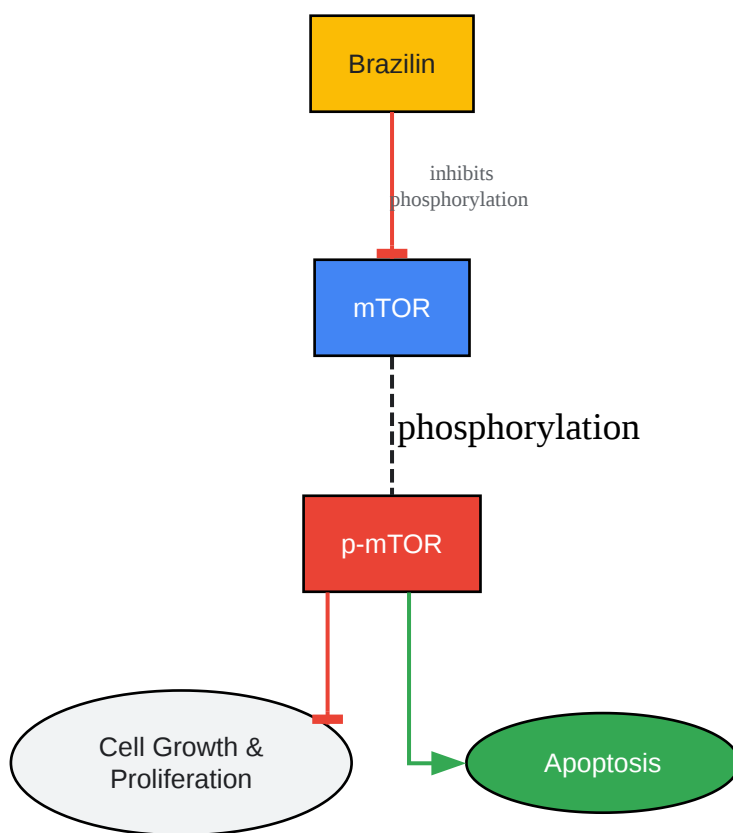 Brazilin
inhibits
phosphorylation
mTOR
phosphorylation
p-mTOR
Cell Growth &
Proliferation
Apoptosis